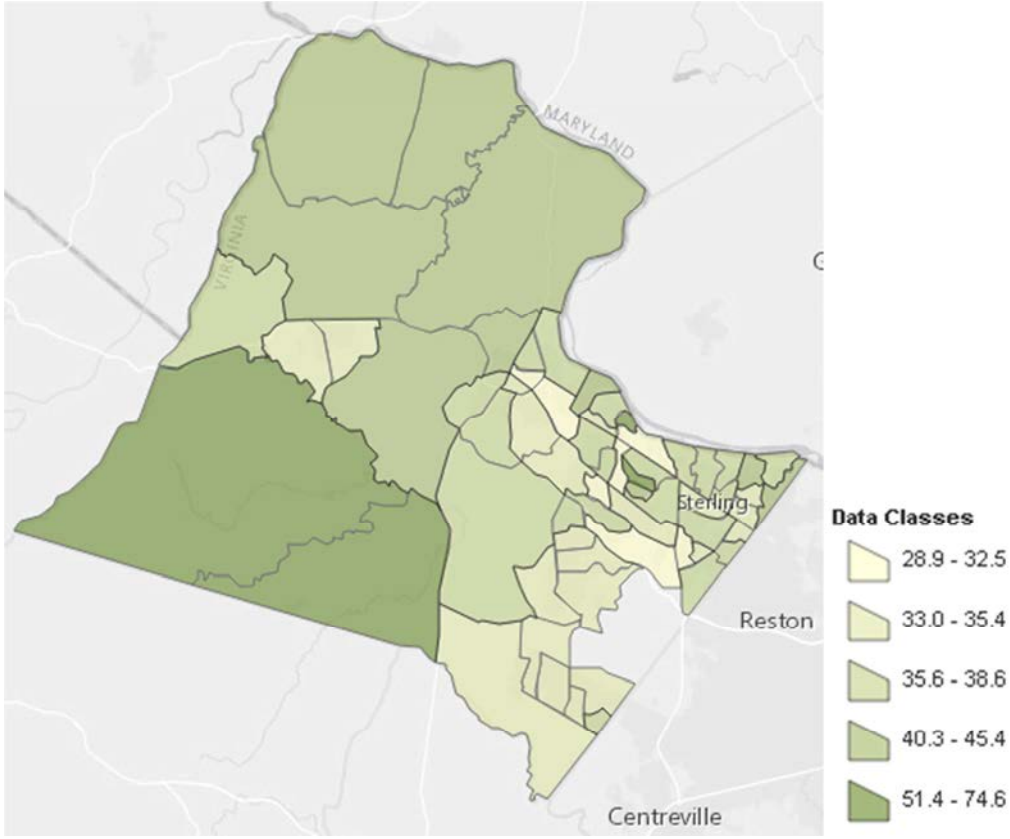 MARYLAND
VIRGINIA
G
Sterling
Reston
Centreville
Data Classes
28.9 - 32.5
33.0 - 35.4
35.6 - 38.6
40.3 - 45.4
51.4 - 74.6